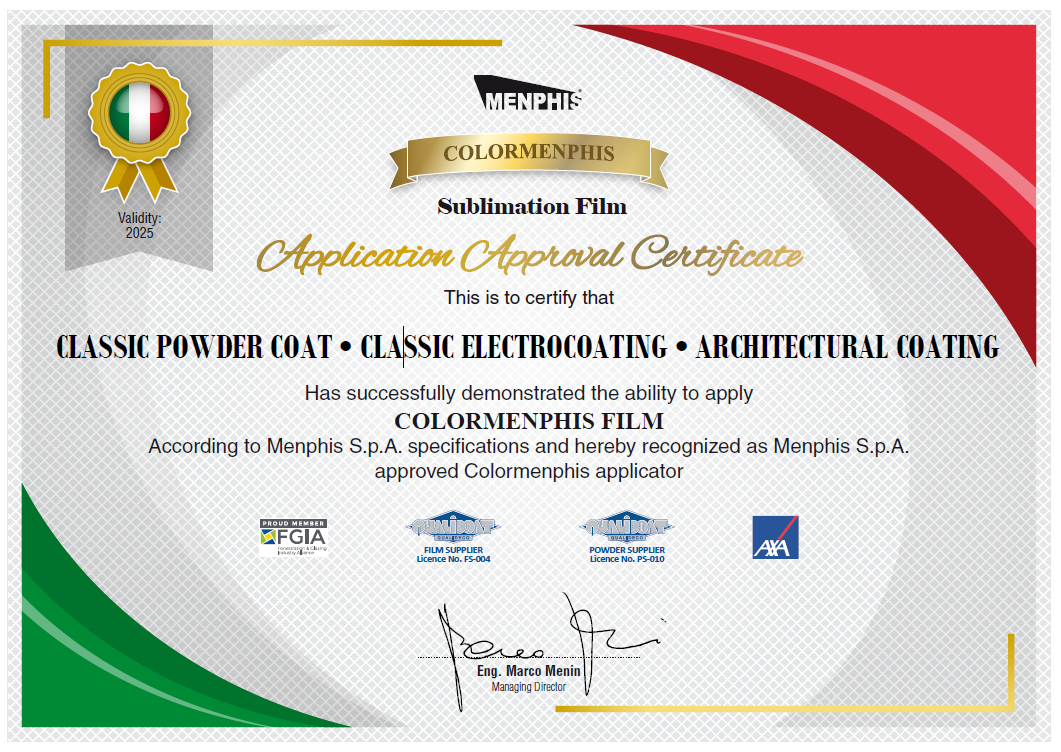 MENPHIS®
COLORMENPHIS
Sublimation Film
Validity:
2025
Application Approval Certificate
This is to certify that
CLASSIC POWDER COAT • CLASSIC ELECTROCOATING • ARCHITECTURAL COATING
Has successfully demonstrated the ability to apply
COLORMENPHIS FILM
According to Menphis S.p.A. specifications and hereby recognized as Menphis S.p.A.
approved Colormenphis applicator
PROUD MEMBER
FGIA
Fenestration & Glazing
Industry Alliance
QUALICOAT
QUALIDECO
FILM SUPPLIER
Licence No. FS-004
QUALICOAT
QUALIDECO
POWDER SUPPLIER
Licence No. PS-010
AXA
Eng. Marco Menin
Managing Director